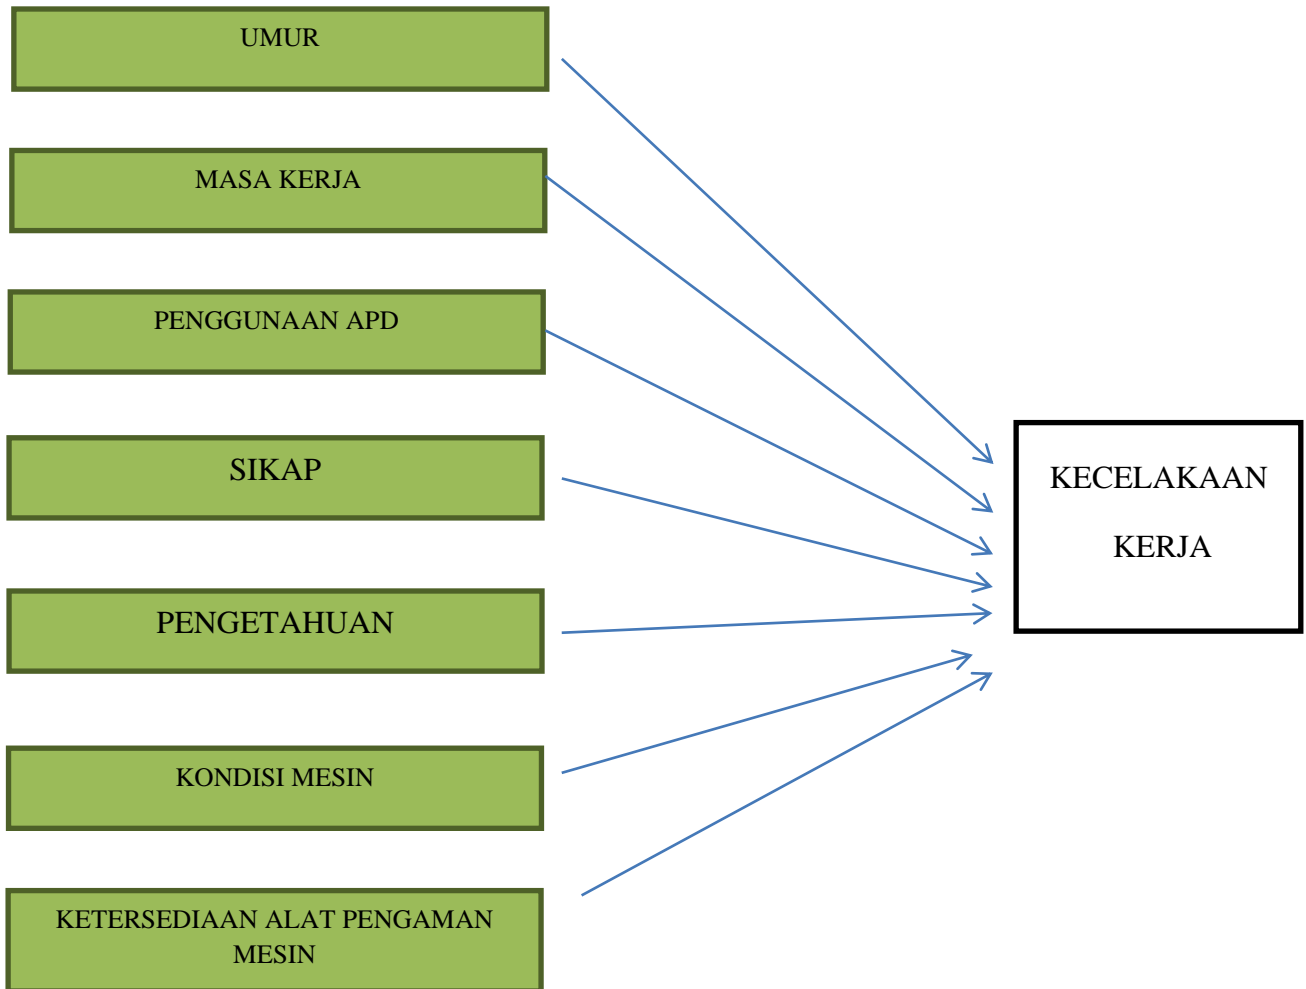 UMUR
MASA KERJA
PENGGUNAAN APD
SIKAP
PENGETAHUAN
KONDISI MESIN
KETERSEDIAAN ALAT PENGAMAN
MESIN
KECELAKAAN
KERJA